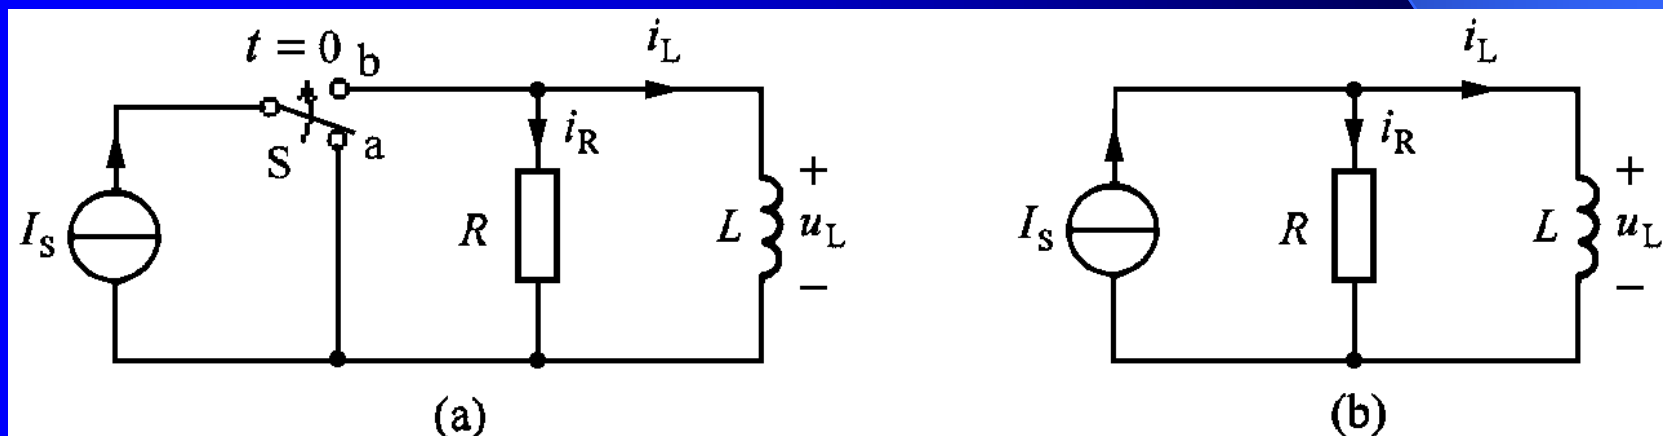 t = 0
b
a
S
I_S
i_R
R
i_L
L
+
u_L
−
(a)
I_S
i_R
R
i_L
L
+
u_L
−
(b)